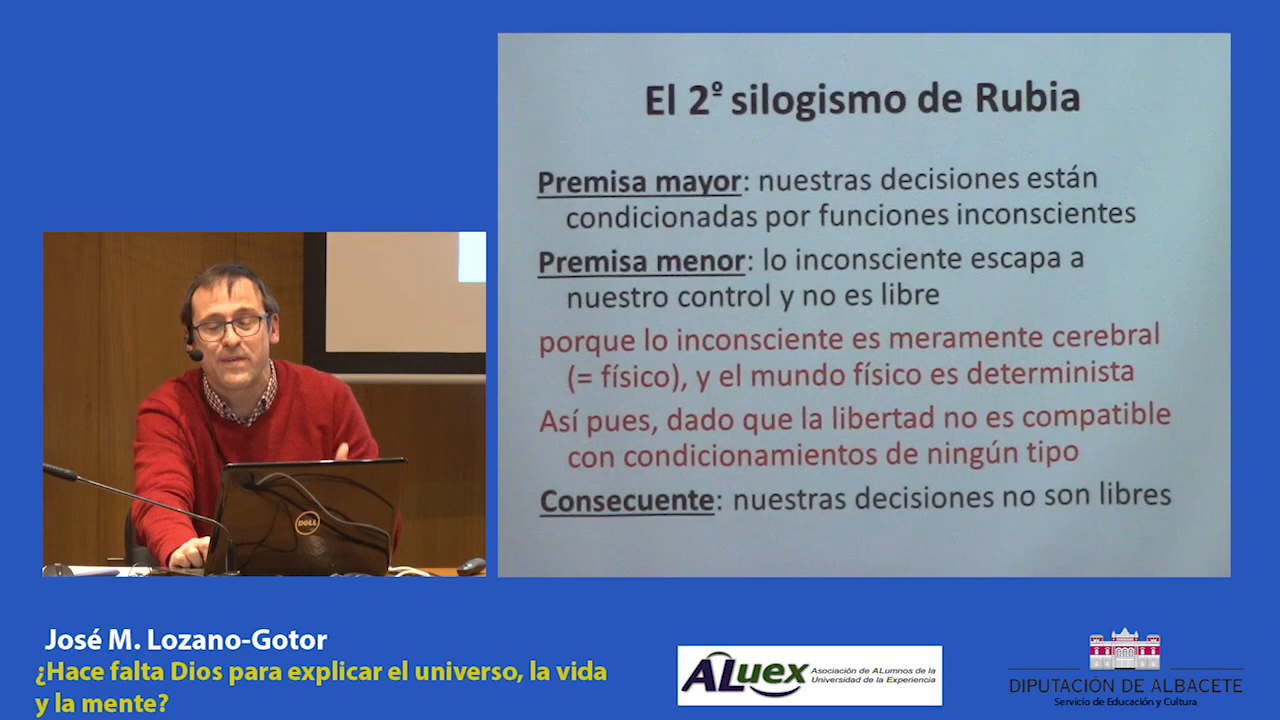 El 2º silogismo de Rubia
Premisa mayor: nuestras decisiones están
condicionadas por funciones inconscientes
Premisa menor: lo inconsciente escapa a
nuestro control y no es libre
porque lo inconsciente es meramente cerebral
(= físico), y el mundo físico es determinista
Así pues, dado que la libertad no es compatible
con condicionamientos de ningún tipo
Consecuente: nuestras decisiones no son libres
DELL
José M. Lozano-Gotor
¿Hace falta Dios para explicar el universo, la vida
y la mente?
ALuex
Asociación de ALumnos de la
Universidad de la Experiencia
DIPUTACIÓN DE ALBACETE
Servicio de Educación y Cultura